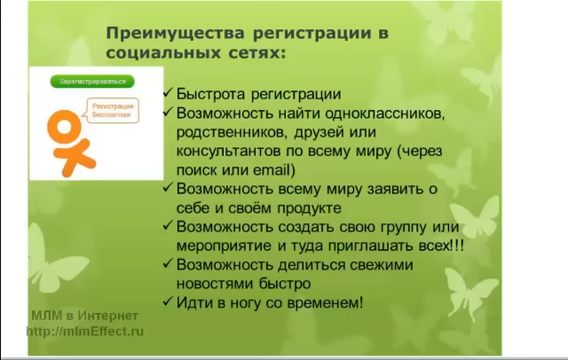 Преимущества регистрации в
социальных сетях:
Зарегистрироваться
Регистрация
бесплатная
✓ Быстрота регистрации
✓ Возможность найти одноклассников,
родственников, друзей или
консультантов по всему миру (через
поиск или email)
✓ Возможность всему миру заявить о
себе и своём продукте
✓ Возможность создать свою группу или
мероприятие и туда приглашать всех!!!
✓ Возможность делиться свежими
новостями быстро
✓ Идти в ногу со временем!
МЛМ в Интернет
http://mlmEffect.ru